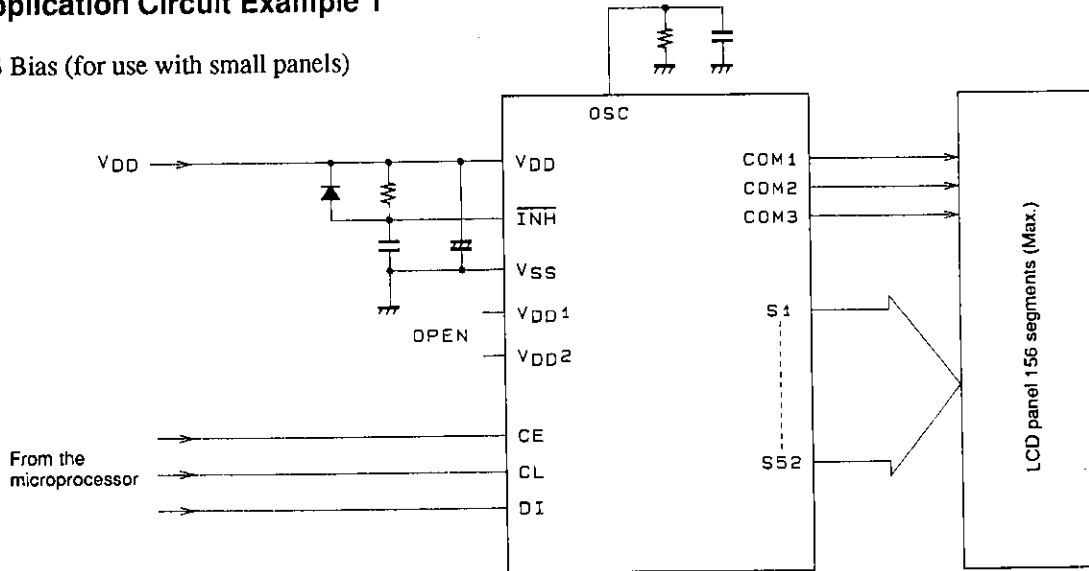 pplication Circuit Example 1
Bias (for use with small panels)
OSC
VDD
VDD
INH
VSS
VDD1
OPEN
VDD2
CE
CL
DI
From the
microprocessor
COM1
COM2
COM3
S1
S52
LCD panel 156 segments (Max.)